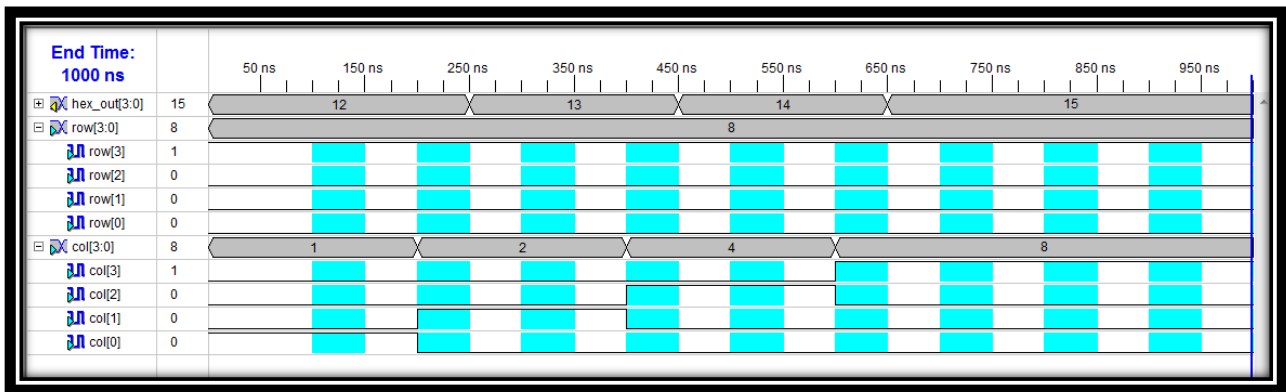 End Time:
1000 ns
50 ns 150 ns 250 ns 350 ns 450 ns 550 ns 650 ns 750 ns 850 ns 950 ns
hex_out[3:0] 15 12 13 14 15
row[3:0] 8 8
row[3] 1
row[2] 0
row[1] 0
row[0] 0
col[3:0] 8 1 2 4 8
col[3] 1
col[2] 0
col[1] 0
col[0] 0